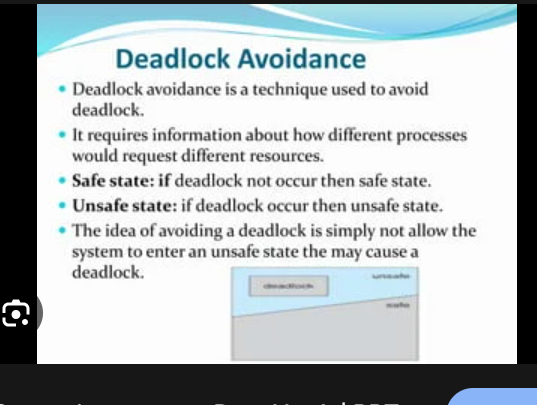 Deadlock Avoidance
Deadlock avoidance is a technique used to avoid
deadlock.
It requires information about how different processes
would request different resources.
Safe state: if deadlock not occur then safe state.
Unsafe state: if deadlock occur then unsafe state.
The idea of avoiding a deadlock is simply not allow the
system to enter an unsafe state the may cause a
deadlock.
unsafe
deadlock
safe